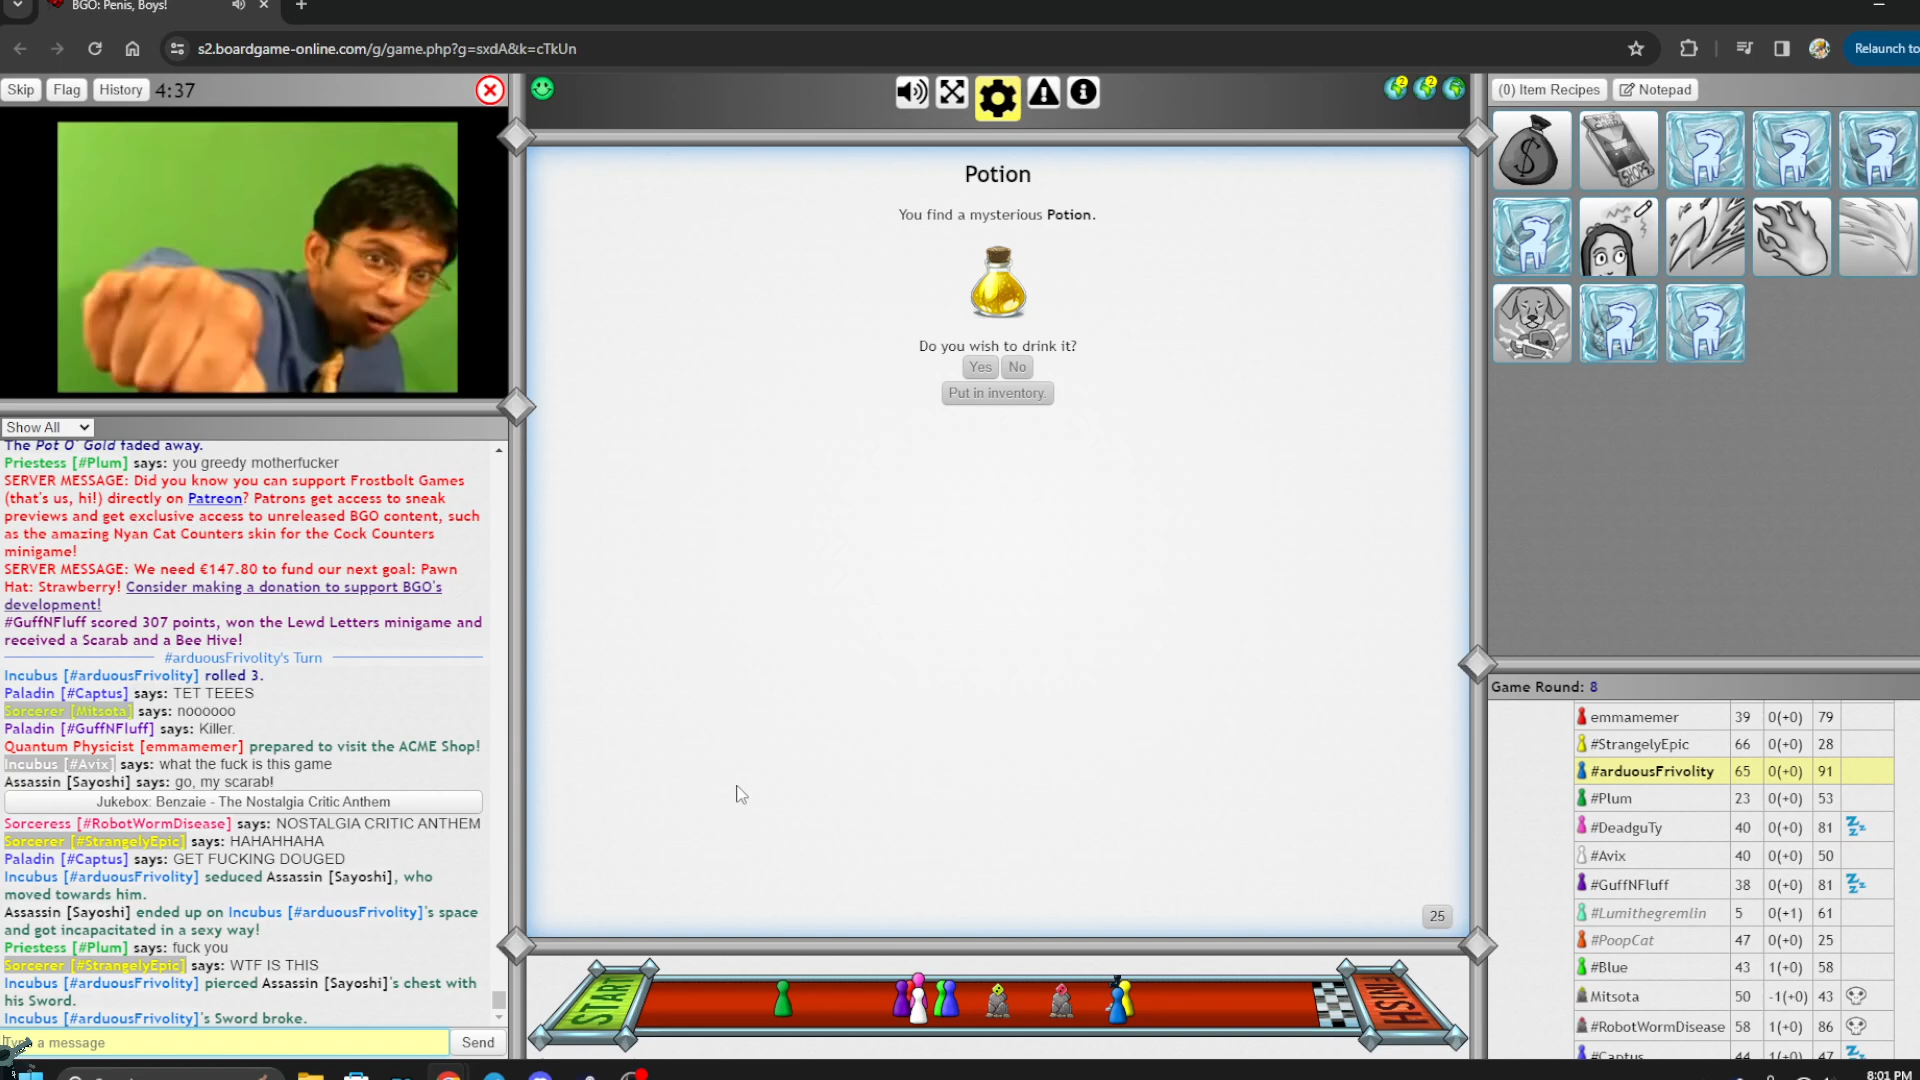 BGO: Penis, Boys!
s2.boardgame-online.com/g/game.php?g=sxdA&k=cTkUn
Relaunch to
Skip
Flag
History
4:37
2
2
(0) Item Recipes
Notepad
Potion
You find a mysterious Potion.
Do you wish to drink it?
Yes
No
Put in inventory.
25
START
FINISH
Show All
The Pot O' Gold faded away.
Priestess [#Plum] says: you greedy motherfucker
SERVER MESSAGE: Did you know you can support Frostbolt Games
(that's us, hi!) directly on Patreon? Patrons get access to sneak
previews and get exclusive access to unreleased BGO content, such
as the amazing Nyan Cat Counters skin for the Cock Counters
minigame!
SERVER MESSAGE: We need €147.80 to fund our next goal: Pawn
Hat: Strawberry! Consider making a donation to support BGO's
development!
#GuffNFluff scored 307 points, won the Lewd Letters minigame and
received a Scarab and a Bee Hive!
#arduousFrivolity's Turn
Incubus [#arduousFrivolity] rolled 3.
Paladin [#Captus] says: TET TEEES
Sorcerer [Mitsota] says: noooooo
Paladin [#GuffNFluff] says: Killer.
Quantum Physicist [emmamemer] prepared to visit the ACME Shop!
Incubus [#Avix] says: what the fuck is this game
Assassin [Sayoshi] says: go, my scarab!
Jukebox: Benzaie - The Nostalgia Critic Anthem
Sorceress [#RobotWormDisease] says: NOSTALGIA CRITIC ANTHEM
Sorcerer [#StrangelyEpic] says: HAHAHHAHA
Paladin [#Captus] says: GET FUCKING DOUGED
Incubus [#arduousFrivolity] seduced Assassin [Sayoshi], who
moved towards him.
Assassin [Sayoshi] ended up on Incubus [#arduousFrivolity]'s space
and got incapacitated in a sexy way!
Priestess [#Plum] says: fuck you
Sorcerer [#StrangelyEpic] says: WTF IS THIS
Incubus [#arduousFrivolity] pierced Assassin [Sayoshi]'s chest with
his Sword.
Incubus [#arduousFrivolity]'s Sword broke.
a message
Send
Game Round: 8
emmamemer 39 0(+0) 79
#StrangelyEpic 66 0(+0) 28
#arduousFrivolity 65 0(+0) 91
#Plum 23 0(+0) 53
#DeadguTy 40 0(+0) 81
#Avix 40 0(+0) 50
#GuffNFluff 38 0(+0) 81
#Lumithegremlin 5 0(+1) 61
#PoopCat 47 0(+0) 25
#Blue 43 1(+0) 58
Mitsota 50 -1(+0) 43
#RobotWormDisease 58 1(+0) 86
#Captus 44 1(+0) 47
8:01 PM